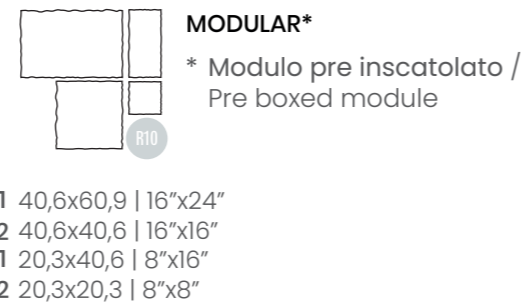 MODULAR*
* Modulo pre inscatolato /
Pre boxed module
R10
1 40,6x60,9 | 16”x24”
2 40,6x40,6 | 16”x16”
1 20,3x40,6 | 8”x16”
2 20,3x20,3 | 8”x8”